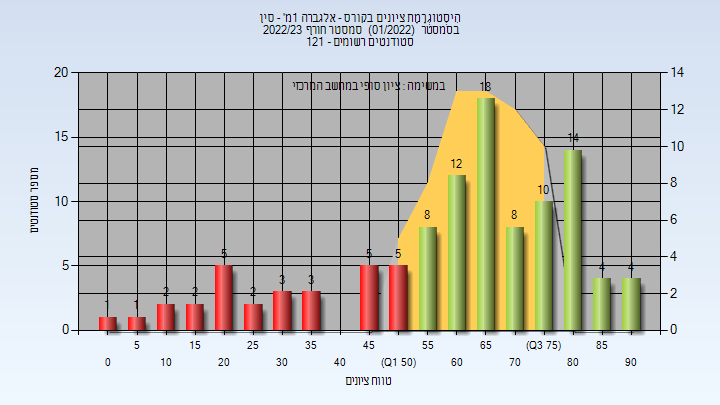 היסטוגרמת ציונים בקורס - אלגברה 1מ' - סין
בסמסטר (01/2022) סמסטר חורף 2022/23
סטודנטים רשומים - 121
במשימה : ציון סופי במחשב המרכזי
מספר סטודנטים
20
15
10
5
0
14
12
10
8
6
4
2
0
1 1 2 2 5 2 3 3 5 5 8 12 18 8 10 14 4 4
5 15 25 35 45 55 65 (Q3 75) 85
0 10 20 30 40 (Q1 50) 60 70 80 90
טווח ציונים